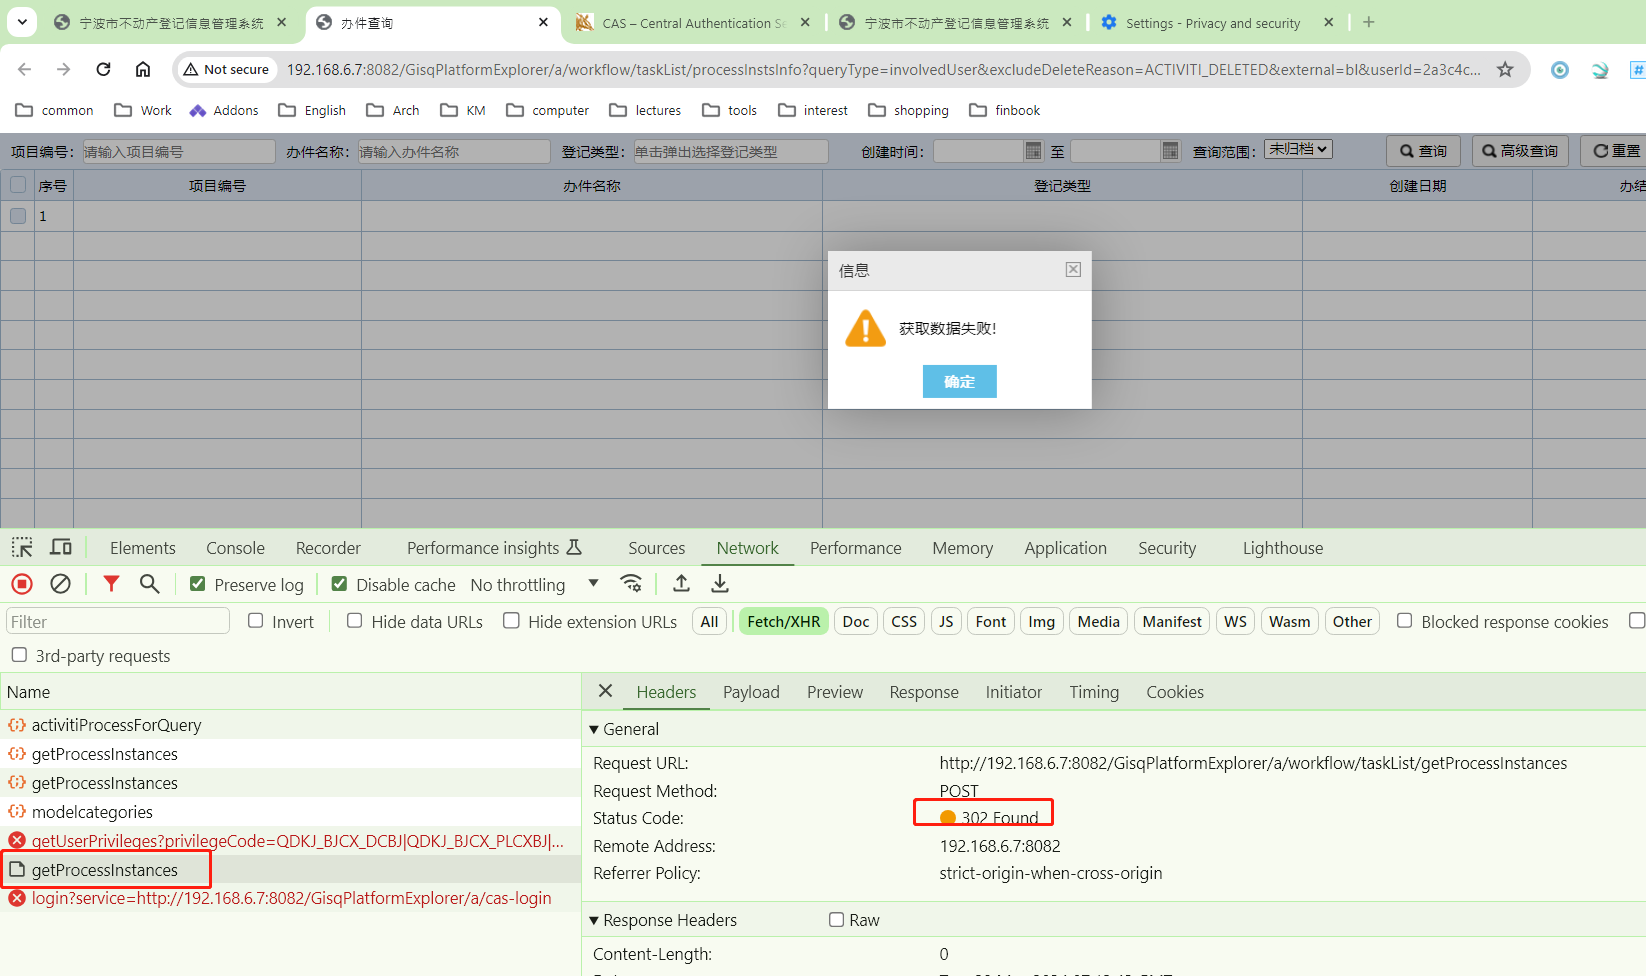 宁波市不动产登记信息管理系统
办件查询
CAS – Central Authentication Se
宁波市不动产登记信息管理系统
Settings - Privacy and security
Not secure
192.168.6.7:8082/GisqPlatformExplorer/a/workflow/taskList/processInstsInfo?queryType=involvedUser&excludeDeleteReason=ACTIVITI_DELETED&external=bl&userId=2a3c4c...
common Work Addons English Arch KM computer lectures tools interest shopping finbook
项目编号: 请输入项目编号 办件名称: 请输入办件名称 登记类型: 单击弹出选择登记类型 创建时间: 至 查询范围: 未归档 查询 高级查询 重置
序号 项目编号 办件名称 登记类型 创建日期 办结
1
信息
获取数据失败!
确定
Elements Console Recorder Performance insights Sources Network Performance Memory Application Security Lighthouse
Preserve log Disable cache No throttling
Filter Invert Hide data URLs Hide extension URLs All Fetch/XHR Doc CSS JS Font Img Media Manifest WS Wasm Other Blocked response cookies
3rd-party requests
Name
activitiProcessForQuery
getProcessInstances
getProcessInstances
modelcategories
getUserPrivileges?privilegeCode=QDKJ_BJCX_DCBJ|QDKJ_BJCX_PLCXBJ|...
getProcessInstances
login?service=http://192.168.6.7:8082/GisqPlatformExplorer/a/cas-login
Headers Payload Preview Response Initiator Timing Cookies
General
Request URL: http://192.168.6.7:8082/GisqPlatformExplorer/a/workflow/taskList/getProcessInstances
Request Method: POST
Status Code: 302 Found
Remote Address: 192.168.6.7:8082
Referrer Policy: strict-origin-when-cross-origin
Response Headers Raw
Content-Length: 0